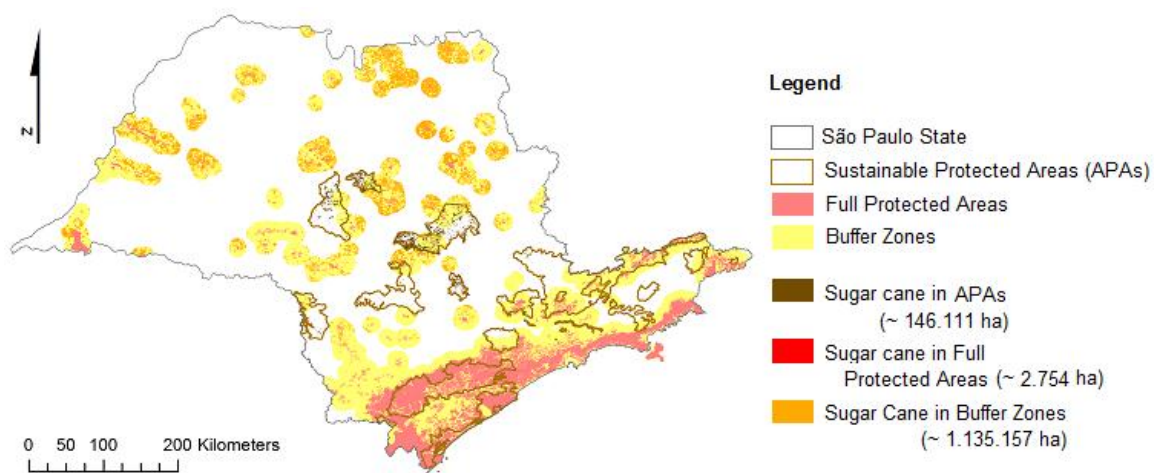 N
Legend
São Paulo State
Sustainable Protected Areas (APAs)
Full Protected Areas
Buffer Zones
Sugar cane in APAs
(~ 146.111 ha)
Sugar cane in Full
Protected Areas (~ 2.754 ha)
Sugar Cane in Buffer Zones
(~ 1.135.157 ha)
0 50 100 200 Kilometers